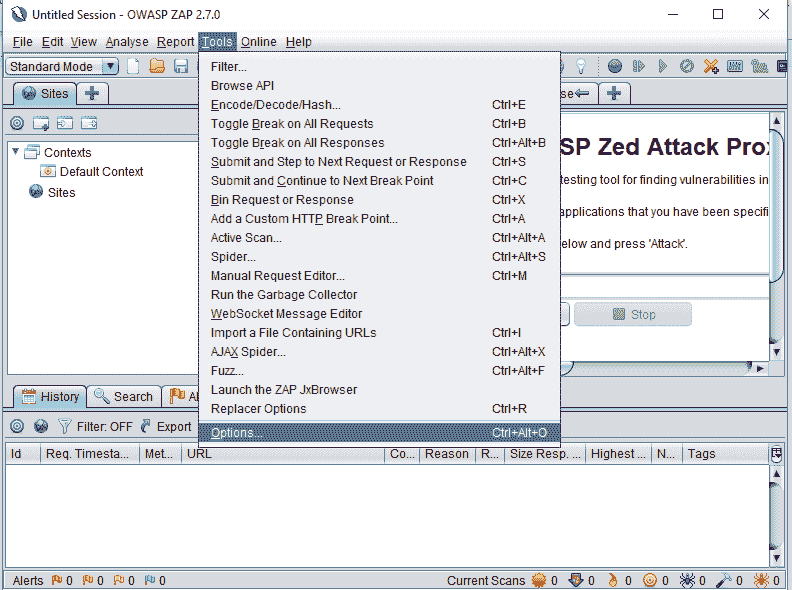 Untitled Session - OWASP ZAP 2.7.0
File Edit View Analyse Report Tools Online Help
Standard Mode
Sites
Contexts
Default Context
Sites
Filter...
Browse API
Encode/Decode/Hash... Ctrl+E
Toggle Break on All Requests Ctrl+B
Toggle Break on All Responses Ctrl+Alt+B
Submit and Step to Next Request or Response Ctrl+S
Submit and Continue to Next Break Point Ctrl+C
Bin Request or Response Ctrl+X
Add a Custom HTTP Break Point... Ctrl+A
Active Scan... Ctrl+Alt+A
Spider... Ctrl+Alt+S
Manual Request Editor... Ctrl+M
Run the Garbage Collector
WebSocket Message Editor
Import a File Containing URLs Ctrl+I
AJAX Spider... Ctrl+Alt+X
Fuzz... Ctrl+Alt+F
Launch the ZAP JxBrowser
Replacer Options Ctrl+R
Options... Ctrl+Alt+O
se
SP Zed Attack Prox
testing tool for finding vulnerabilities in
applications that you have been specifi
elow and press 'Attack'.
Stop
History Search Al
Filter: OFF Export
Id Req. Timesta... Met... URL Co... Reason R... Size Resp. ... Highest ... N... Tags
Alerts 0 0 0 0 Current Scans 0 0 0 0 0 0 0